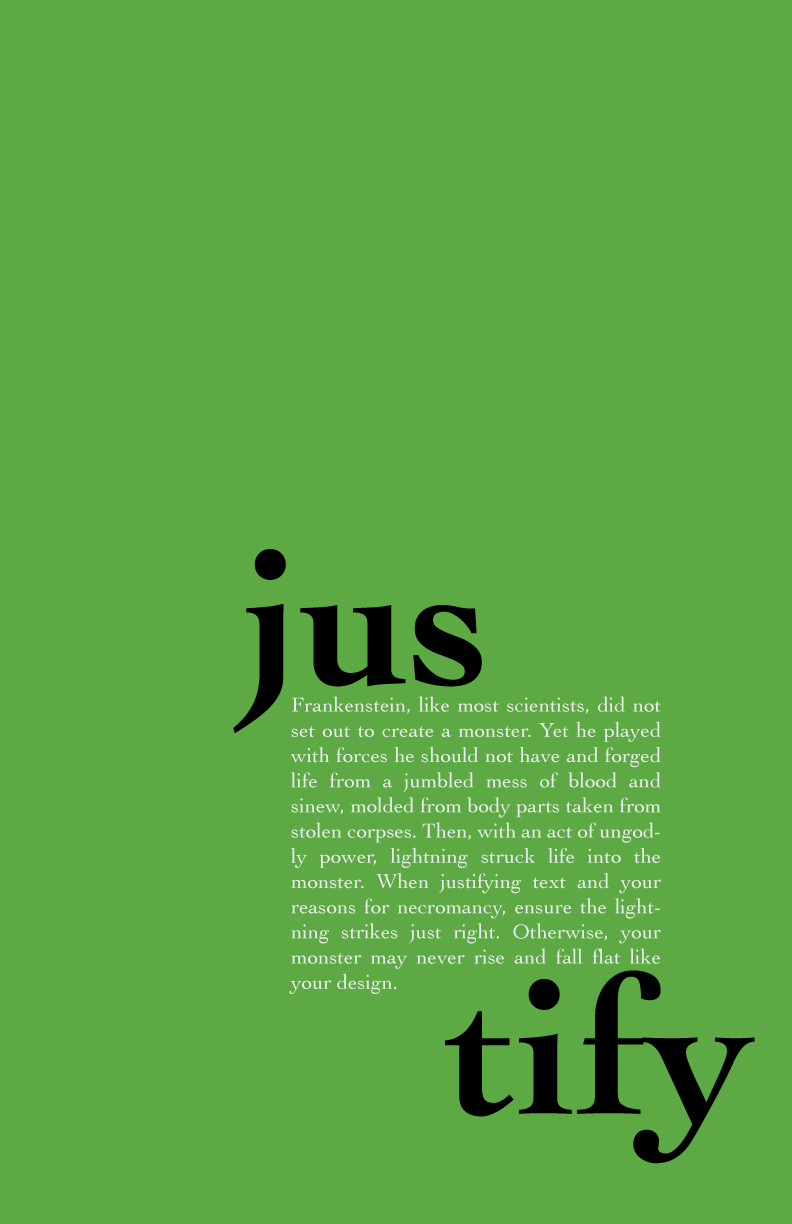 jus
Frankenstein, like most scientists, did not
set out to create a monster. Yet he played
with forces he should not have and forged
life from a jumbled mess of blood and
sinew, molded from body parts taken from
stolen corpses. Then, with an act of ungod-
ly power, lightning struck life into the
monster. When justifying text and your
reasons for necromancy, ensure the light-
ning strikes just right. Otherwise, your
monster may never rise and fall flat like
your design.
tify